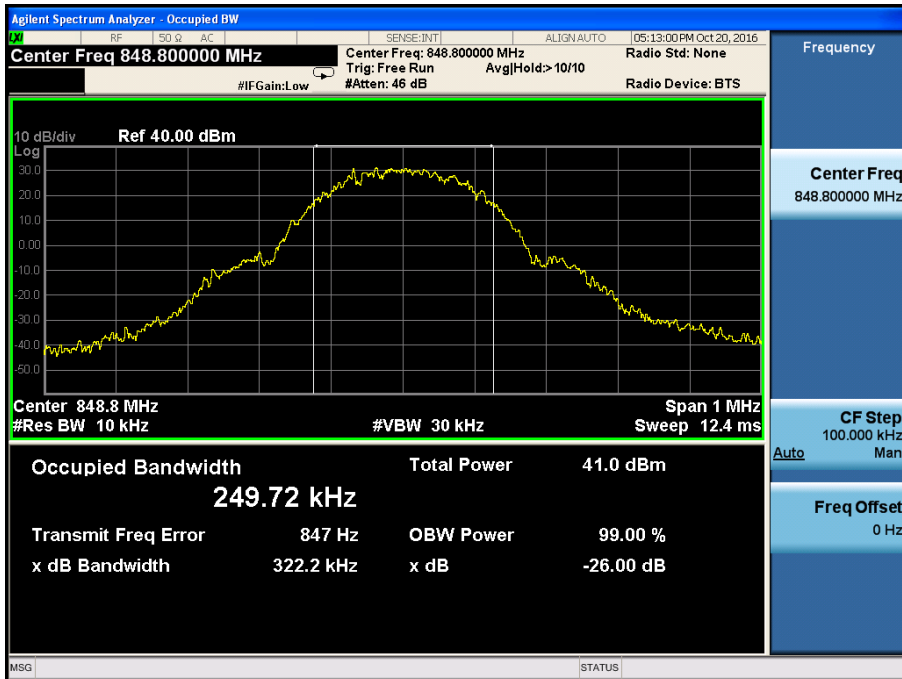 Agilent Spectrum Analyzer - Occupied BW
LXI RF 50 Ω AC SENSE:INT ALIGN AUTO 05:13:00 PM Oct 20, 2016
Center Freq 848.800000 MHz
Center Freq: 848.800000 MHz
Radio Std: None
Trig: Free Run
Avg|Hold:> 10/10
#IFGain:Low
#Atten: 46 dB
Radio Device: BTS
10 dB/div
Ref 40.00 dBm
Log
30.0
20.0
10.0
0.00
-10.0
-20.0
-30.0
-40.0
-50.0
Center 848.8 MHz
Span 1 MHz
#Res BW 10 kHz
#VBW 30 kHz
Sweep 12.4 ms
Occupied Bandwidth
249.72 kHz
Total Power 41.0 dBm
Transmit Freq Error 847 Hz
OBW Power 99.00 %
x dB Bandwidth 322.2 kHz
x dB -26.00 dB
MSG
STATUS
Frequency
Center Freq
848.800000 MHz
CF Step
100.000 kHz
Auto Man
Freq Offset
0 Hz